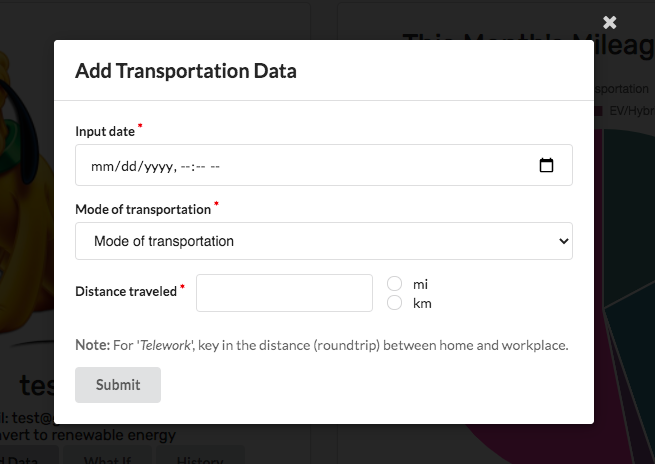 This Month's Mileag
sportation
EV/Hybr
Add Transportation Data
Input date *
mm/dd/yyyy, --:-- --
Mode of transportation *
Mode of transportation
Distance traveled *
mi
km
Note: For 'Telework', key in the distance (roundtrip) between home and workplace.
Submit
tes
l: test@
nvert to renewable energy
d Data
What If
History